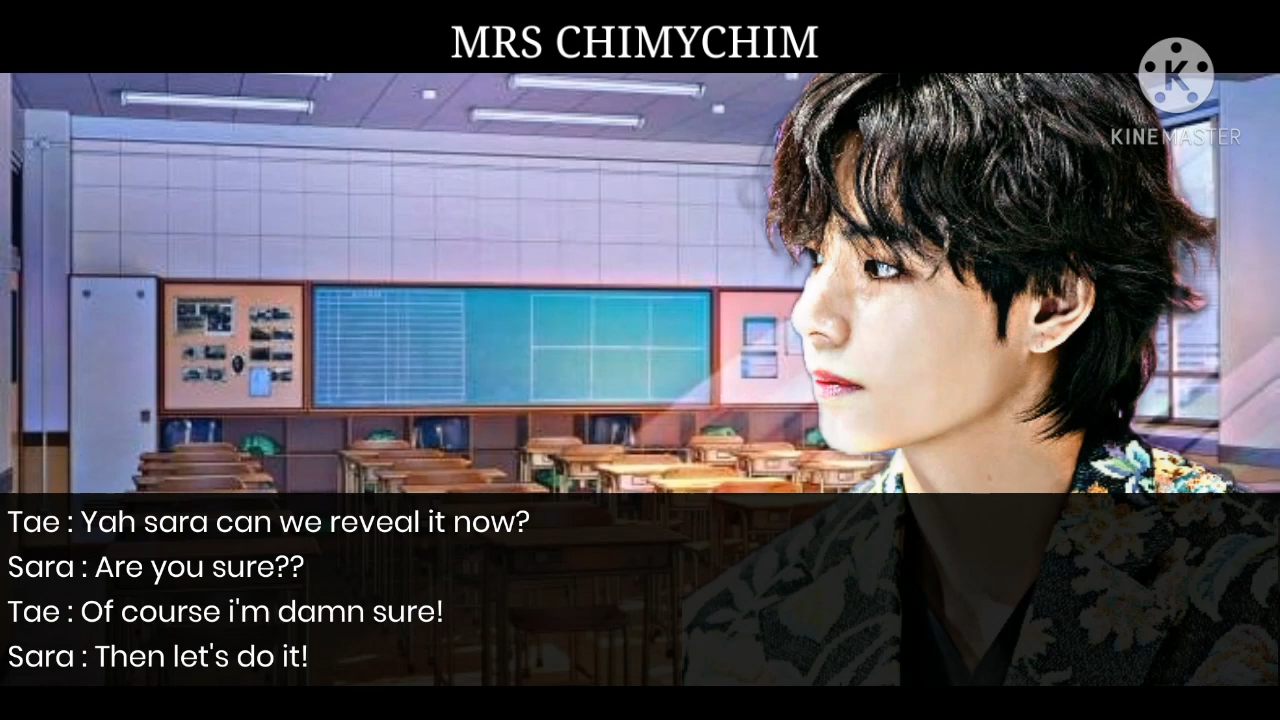 MRS CHIMYCHIM
K
KINEMASTER
Tae : Yah sara can we reveal it now?
Sara : Are you sure??
Tae : Of course i'm damn sure!
Sara : Then let's do it!